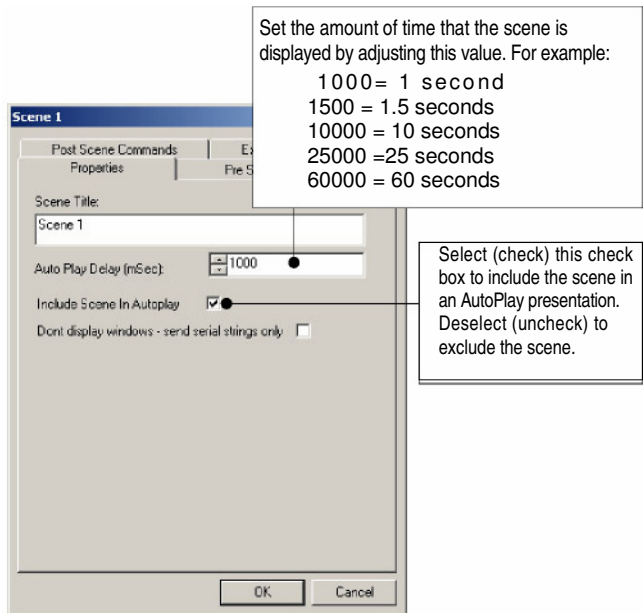 Set the amount of time that the scene is
displayed by adjusting this value. For example:
1000= 1 second
1500 = 1.5 seconds
10000 = 10 seconds
25000 =25 seconds
60000 = 60 seconds
Scene 1
Post Scene Commands
Properties
Scene Title:
Scene 1
Auto Play Delay (mSec):
1000
Include Scene In Autoplay
Dont display windows - send serial strings only
Select (check) this check
box to include the scene in
an AutoPlay presentation.
Deselect (uncheck) to
exclude the scene.
OK
Cancel